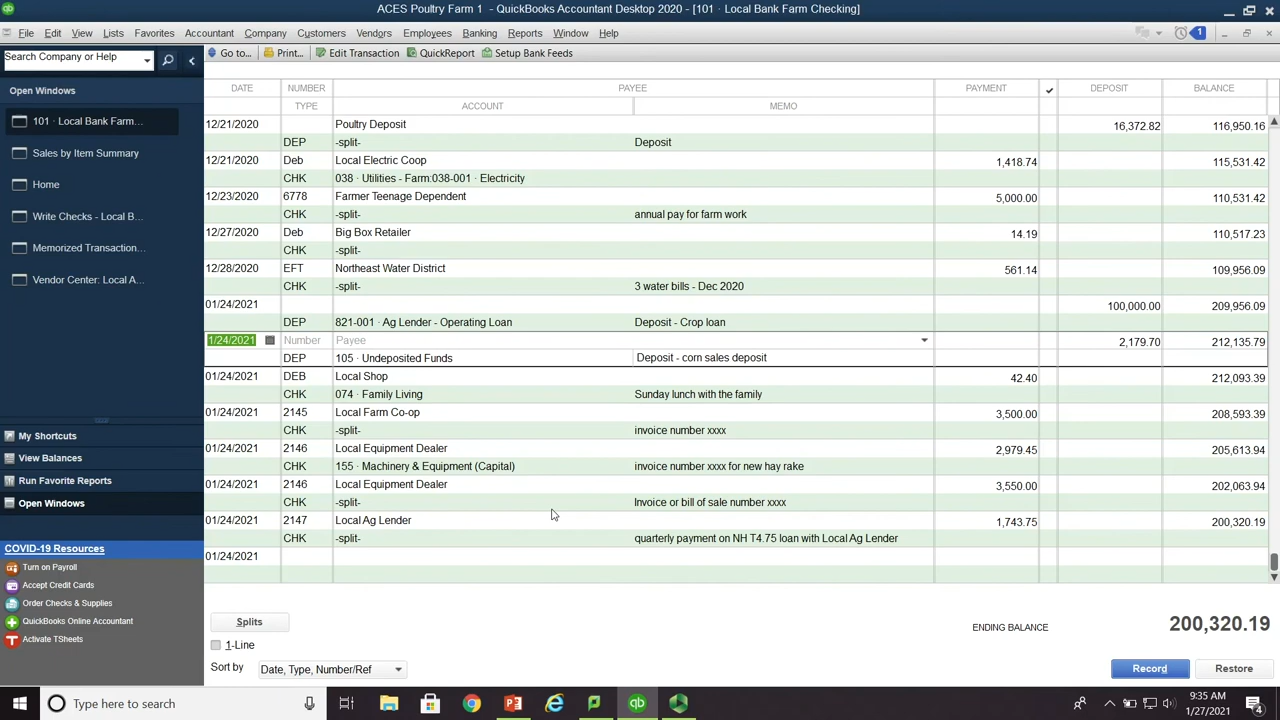 ACES Poultry Farm 1 - QuickBooks Accountant Desktop 2020 - [101 · Local Bank Farm Checking]
File Edit View Lists Favorites Accountant Company Customers Vendors Employees Banking Reports Window Help 1
Search Company or Help
Go to... Print... Edit Transaction QuickReport Setup Bank Feeds
Open Windows
101 · Local Bank Farm...
Sales by Item Summary
Home
Write Checks - Local B...
Memorized Transaction...
Vendor Center: Local A...
My Shortcuts
View Balances
Run Favorite Reports
Open Windows
COVID-19 Resources
Turn on Payroll
Accept Credit Cards
Order Checks & Supplies
QuickBooks Online Accountant
Activate TSheets
DATE NUMBER PAYEE PAYMENT ✓ DEPOSIT BALANCE
TYPE ACCOUNT MEMO
12/21/2020 Poultry Deposit 16,372.82 116,950.16
DEP -split- Deposit
12/21/2020 Deb Local Electric Coop 1,418.74 115,531.42
CHK 038 · Utilities - Farm:038-001 · Electricity
12/23/2020 6778 Farmer Teenage Dependent 5,000.00 110,531.42
CHK -split- annual pay for farm work
12/27/2020 Deb Big Box Retailer 14.19 110,517.23
CHK -split-
12/28/2020 EFT Northeast Water District 561.14 109,956.09
CHK -split- 3 water bills - Dec 2020
01/24/2021 100,000.00 209,956.09
DEP 821-001 · Ag Lender - Operating Loan Deposit - Crop loan
1/24/2021 Number Payee 2,179.70 212,135.79
DEP 105 · Undeposited Funds Deposit - corn sales deposit
01/24/2021 DEB Local Shop 42.40 212,093.39
CHK 074 · Family Living Sunday lunch with the family
01/24/2021 2145 Local Farm Co-op 3,500.00 208,593.39
CHK -split- invoice number xxxx
01/24/2021 2146 Local Equipment Dealer 2,979.45 205,613.94
CHK 155 · Machinery & Equipment (Capital) invoice number xxxx for new hay rake
01/24/2021 2146 Local Equipment Dealer 3,550.00 202,063.94
CHK -split- Invoice or bill of sale number xxxx
01/24/2021 2147 Local Ag Lender 1,743.75 200,320.19
CHK -split- quarterly payment on NH T4.75 loan with Local Ag Lender
01/24/2021
Splits
ENDING BALANCE 200,320.19
1-Line
Sort by Date, Type, Number/Ref
Record Restore
Type here to search
9:35 AM
1/27/2021
4